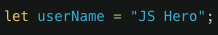 let userName = "JS Hero";